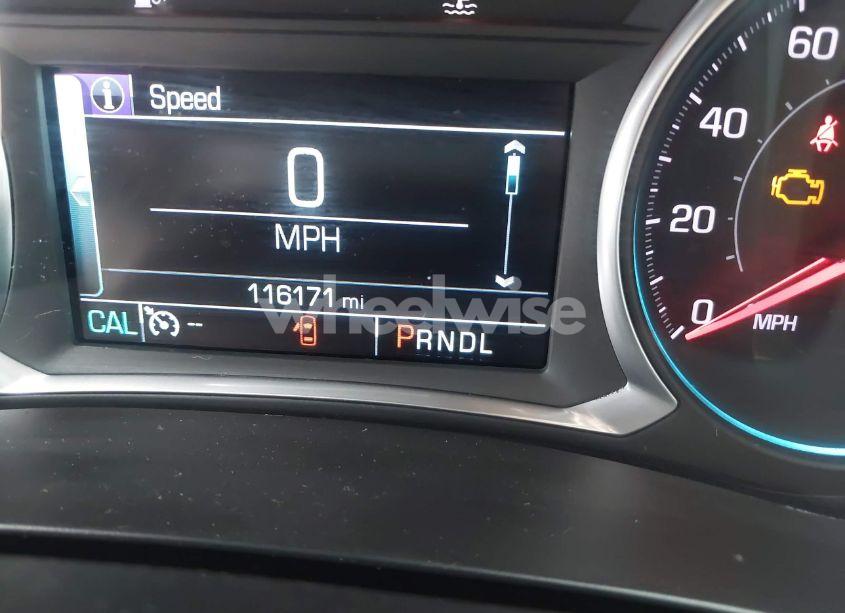 Speed
0
MPH
116171 mi
CAL
--
PRNDL
60
40
20
0
MPH
wheelwise